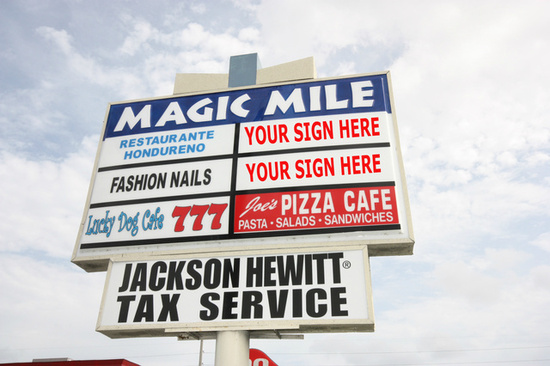 MAGIC MILE
RESTAURANTE
HONDURENO
YOUR SIGN HERE
FASHION NAILS
YOUR SIGN HERE
Lucky Dog Cafe 777
Joe's PIZZA CAFE
PASTA · SALADS · SANDWICHES
JACKSON HEWITT®
TAX SERVICE